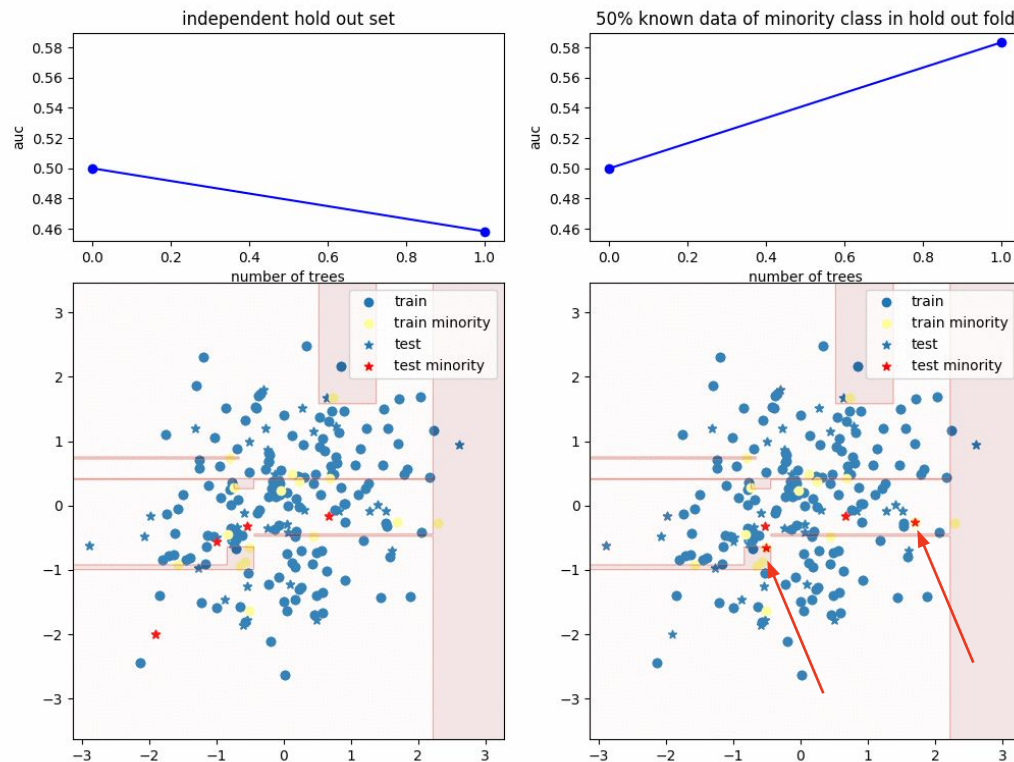 independent hold out set
50% known data of minority class in hold out fold
0.58
0.56
0.54
0.52
0.50
0.48
0.46
auc
0.0 0.2 0.4 0.6 0.8 1.0
number of trees
0.58
0.56
0.54
0.52
0.50
0.48
0.46
auc
0.0 0.2 0.4 0.6 0.8 1.0
number of trees
3
2
1
0
−1
−2
−3
train
train minority
test
test minority
−3 −2 −1 0 1 2 3
3
2
1
0
−1
−2
−3
train
train minority
test
test minority
−3 −2 −1 0 1 2 3